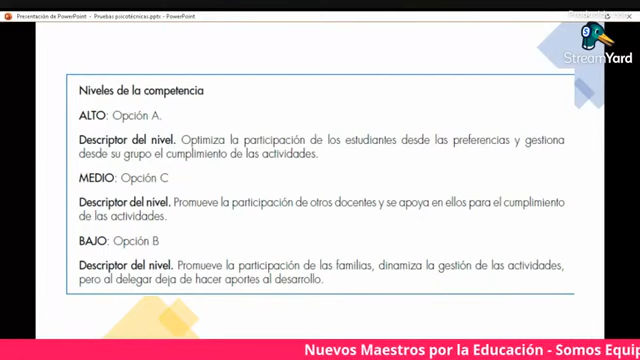 Presentación de PowerPoint - Pruebas psicotécnicas.pptx - PowerPoint
StreamYard
Niveles de la competencia
ALTO: Opción A.
Descriptor del nivel. Optimiza la participación de los estudiantes desde las preferencias y gestiona
desde su grupo el cumplimiento de las actividades.
MEDIO: Opción C
Descriptor del nivel. Promueve la participación de otros docentes y se apoya en ellos para el cumplimiento
de las actividades.
BAJO: Opción B
Descriptor del nivel. Promueve la participación de las familias, dinamiza la gestión de las actividades,
pero al delegar deja de hacer aportes al desarrollo.
Nuevos Maestros por la Educación - Somos Equip